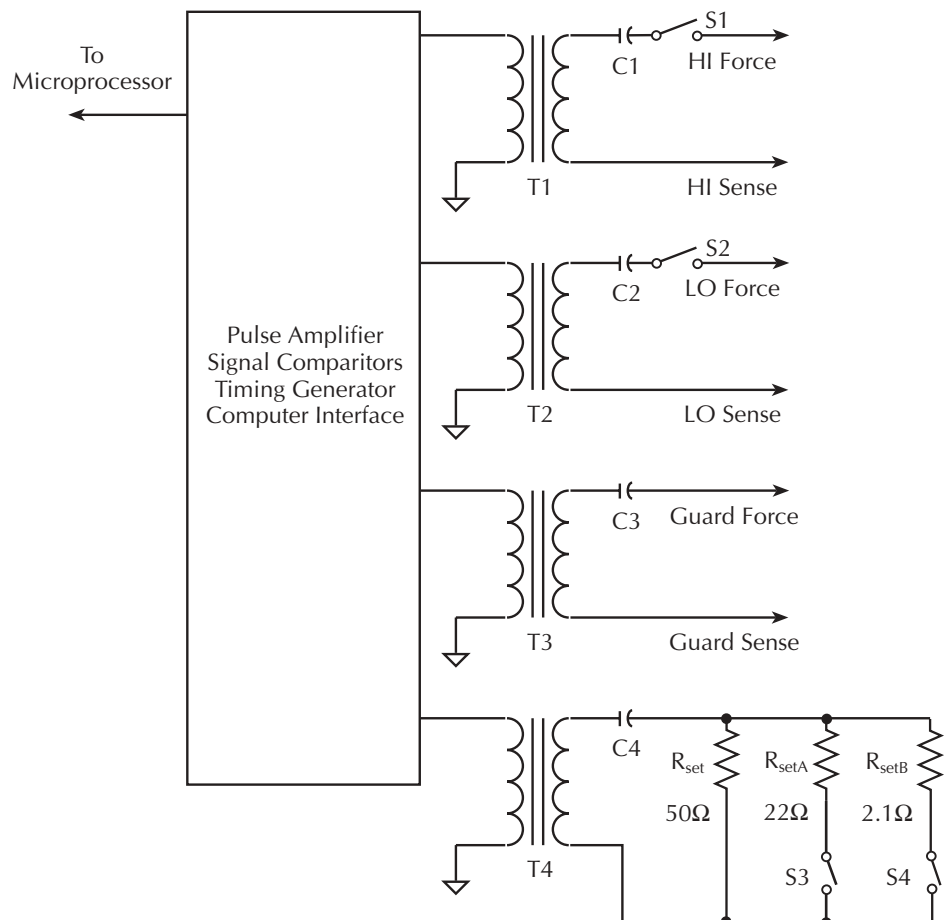 To
Microprocessor
Pulse Amplifier
Signal Comparitors
Timing Generator
Computer Interface
S1
C1
HI Force
T1
HI Sense
S2
C2
LO Force
T2
LO Sense
C3
Guard Force
T3
Guard Sense
C4
Rset
RsetA
RsetB
50Ω
22Ω
2.1Ω
T4
S3
S4